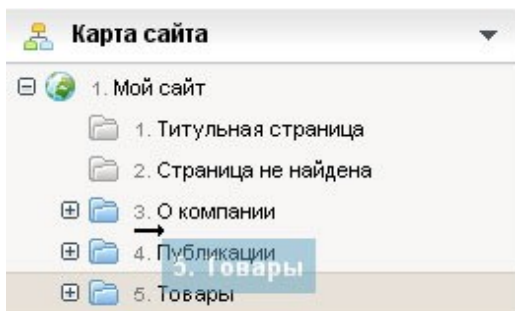 Карта сайта
1. Мой сайт
1. Титульная страница
2. Страница не найдена
3. О компании
4. Публикации
5. Товары
5. Товары